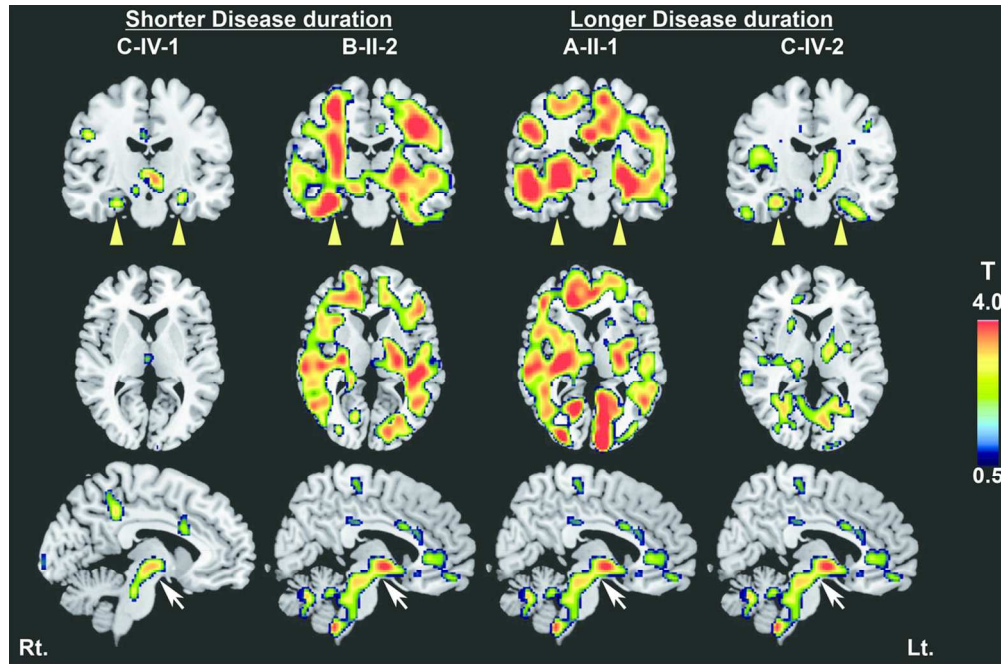 Shorter Disease duration
Longer Disease duration
C-IV-1
B-II-2
A-II-1
C-IV-2
T
4.0
0.5
Rt.
Lt.